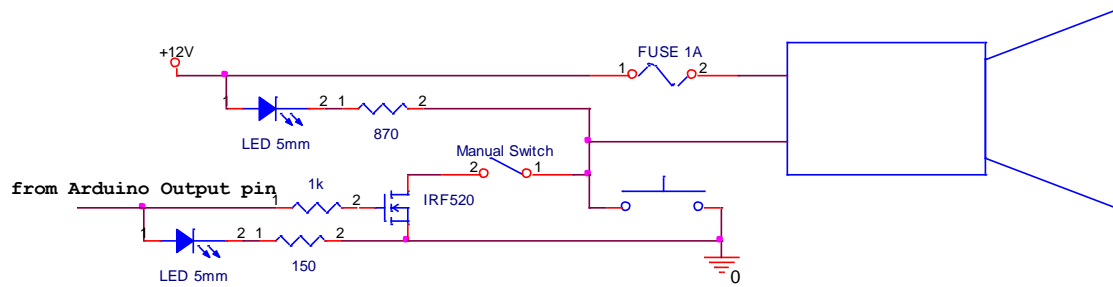 +12V
FUSE 1A
1 2
1 2 1 2
LED 5mm
870
Manual Switch
2 1
from Arduino Output pin
1k
1 2
IRF520
1 2 1 2
LED 5mm
150
0